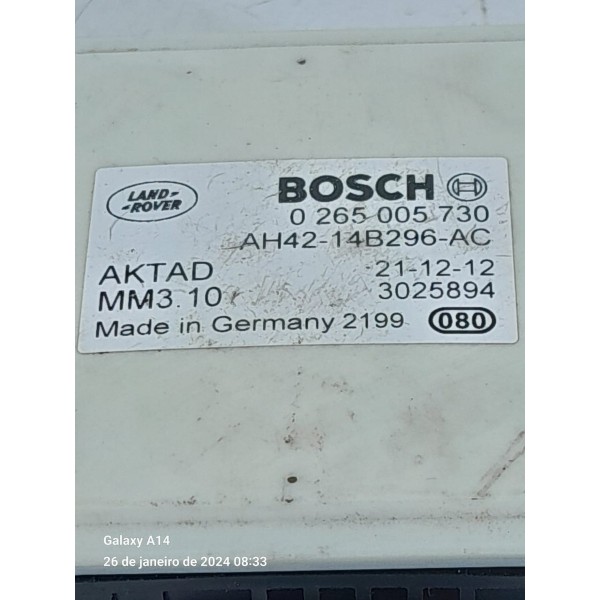 LAND-
-ROVER
BOSCH
0 265 005 730
AH42-14B296-AC
AKTAD 21-12-12
MM3.10 3025894
Made in Germany 2199 080
Galaxy A14
26 de janeiro de 2024 08:33